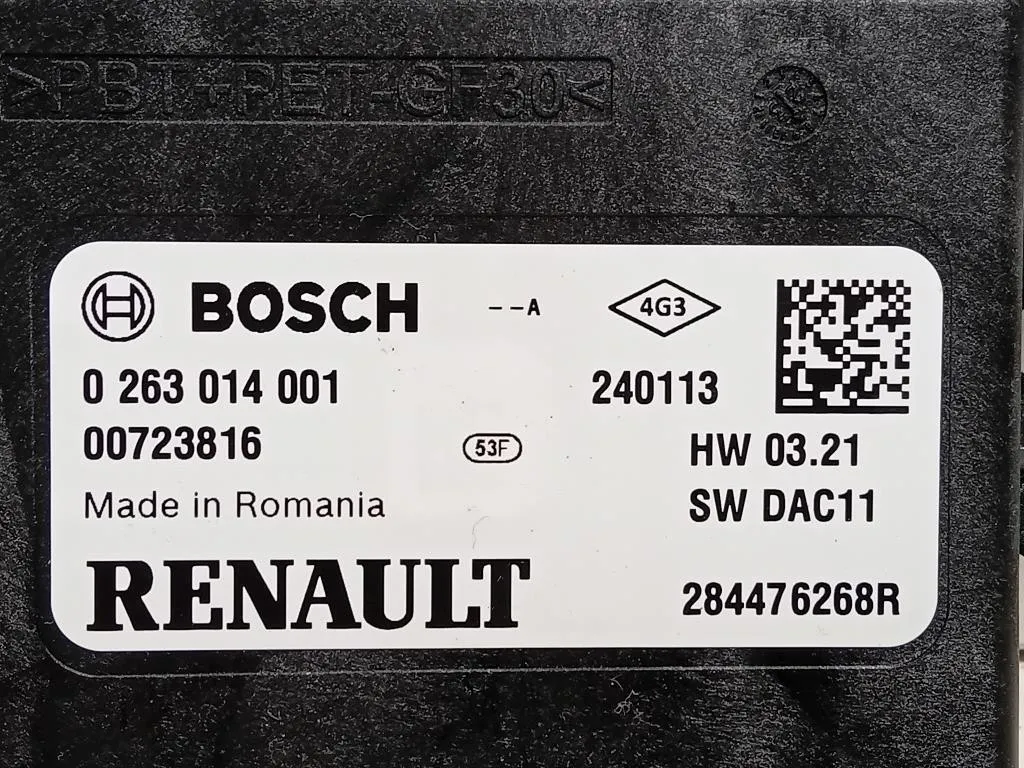 >PBT+PET-GF30<
BOSCH --A 4G3
0 263 014 001 240113
00723816 53F HW 03.21
Made in Romania SW DAC11
RENAULT 284476268R